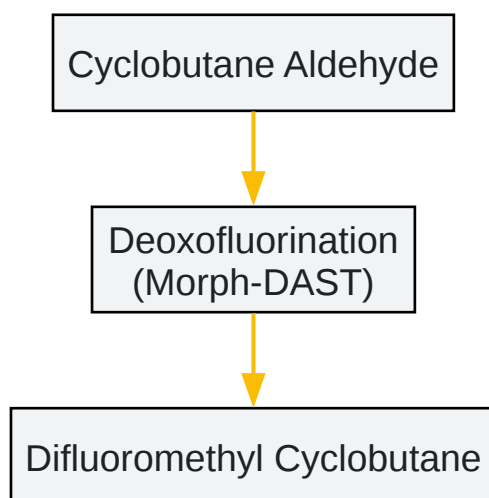 Cyclobutane Aldehyde
Deoxofluorination
(Morph-DAST)
Difluoromethyl Cyclobutane